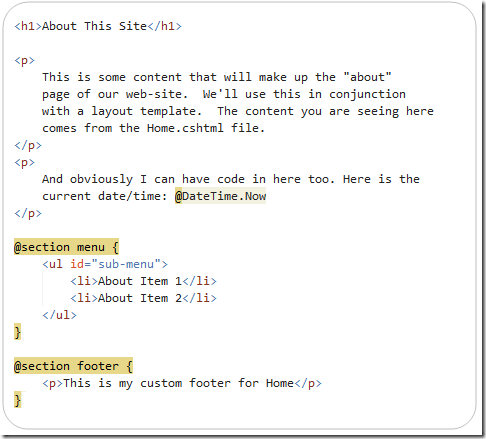 <h1>About This Site</h1>
<p>
This is some content that will make up the "about"
page of our web-site.  We'll use this in conjunction
with a layout template.  The content you are seeing here
comes from the Home.cshtml file.
</p>
<p>
And obviously I can have code in here too. Here is the
current date/time: @DateTime.Now
</p>
@section menu {
<ul id="sub-menu">
<li>About Item 1</li>
<li>About Item 2</li>
</ul>
}
@section footer {
<p>This is my custom footer for Home</p>
}